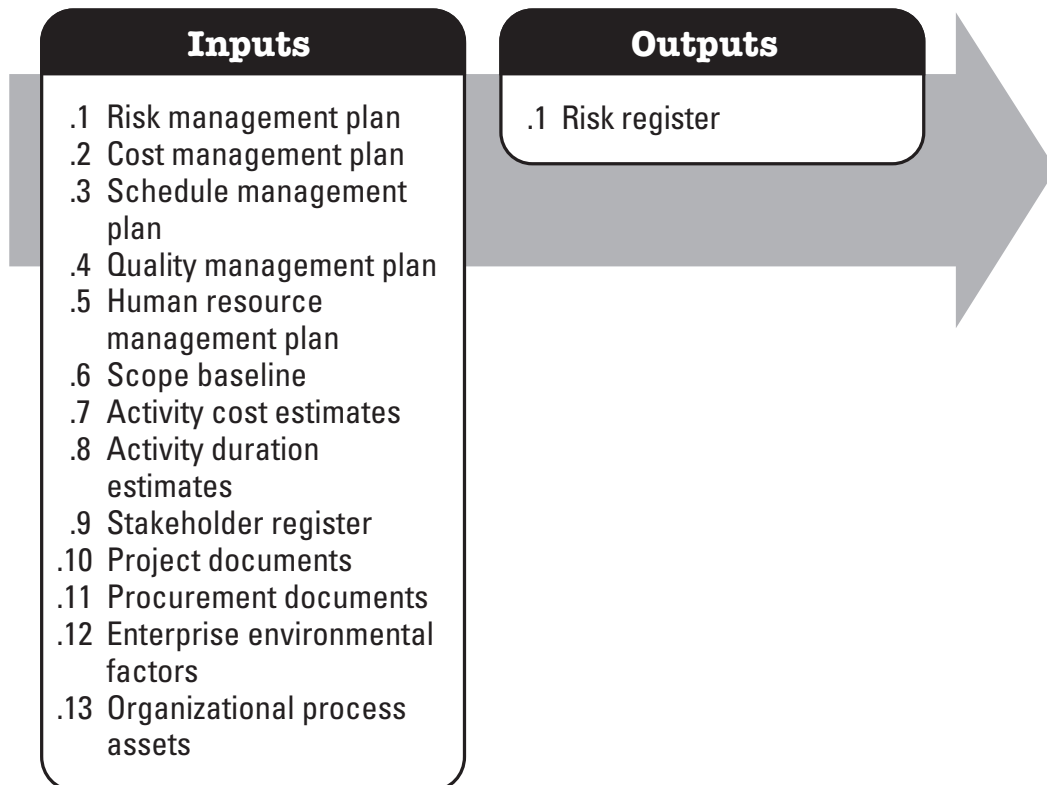 Inputs
.1 Risk management plan
.2 Cost management plan
.3 Schedule management
plan
.4 Quality management plan
.5 Human resource
management plan
.6 Scope baseline
.7 Activity cost estimates
.8 Activity duration
estimates
.9 Stakeholder register
.10 Project documents
.11 Procurement documents
.12 Enterprise environmental
factors
.13 Organizational process
assets
Outputs
.1 Risk register